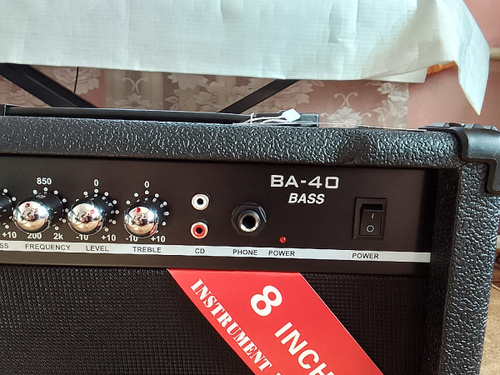 BA-40
BASS
850
0
0
+10
200
2k
-10
+10
-10
+10
SS
FREQUENCY
LEVEL
TREBLE
CD
PHONE
POWER
POWER
8 INCH
INSTRUMENT